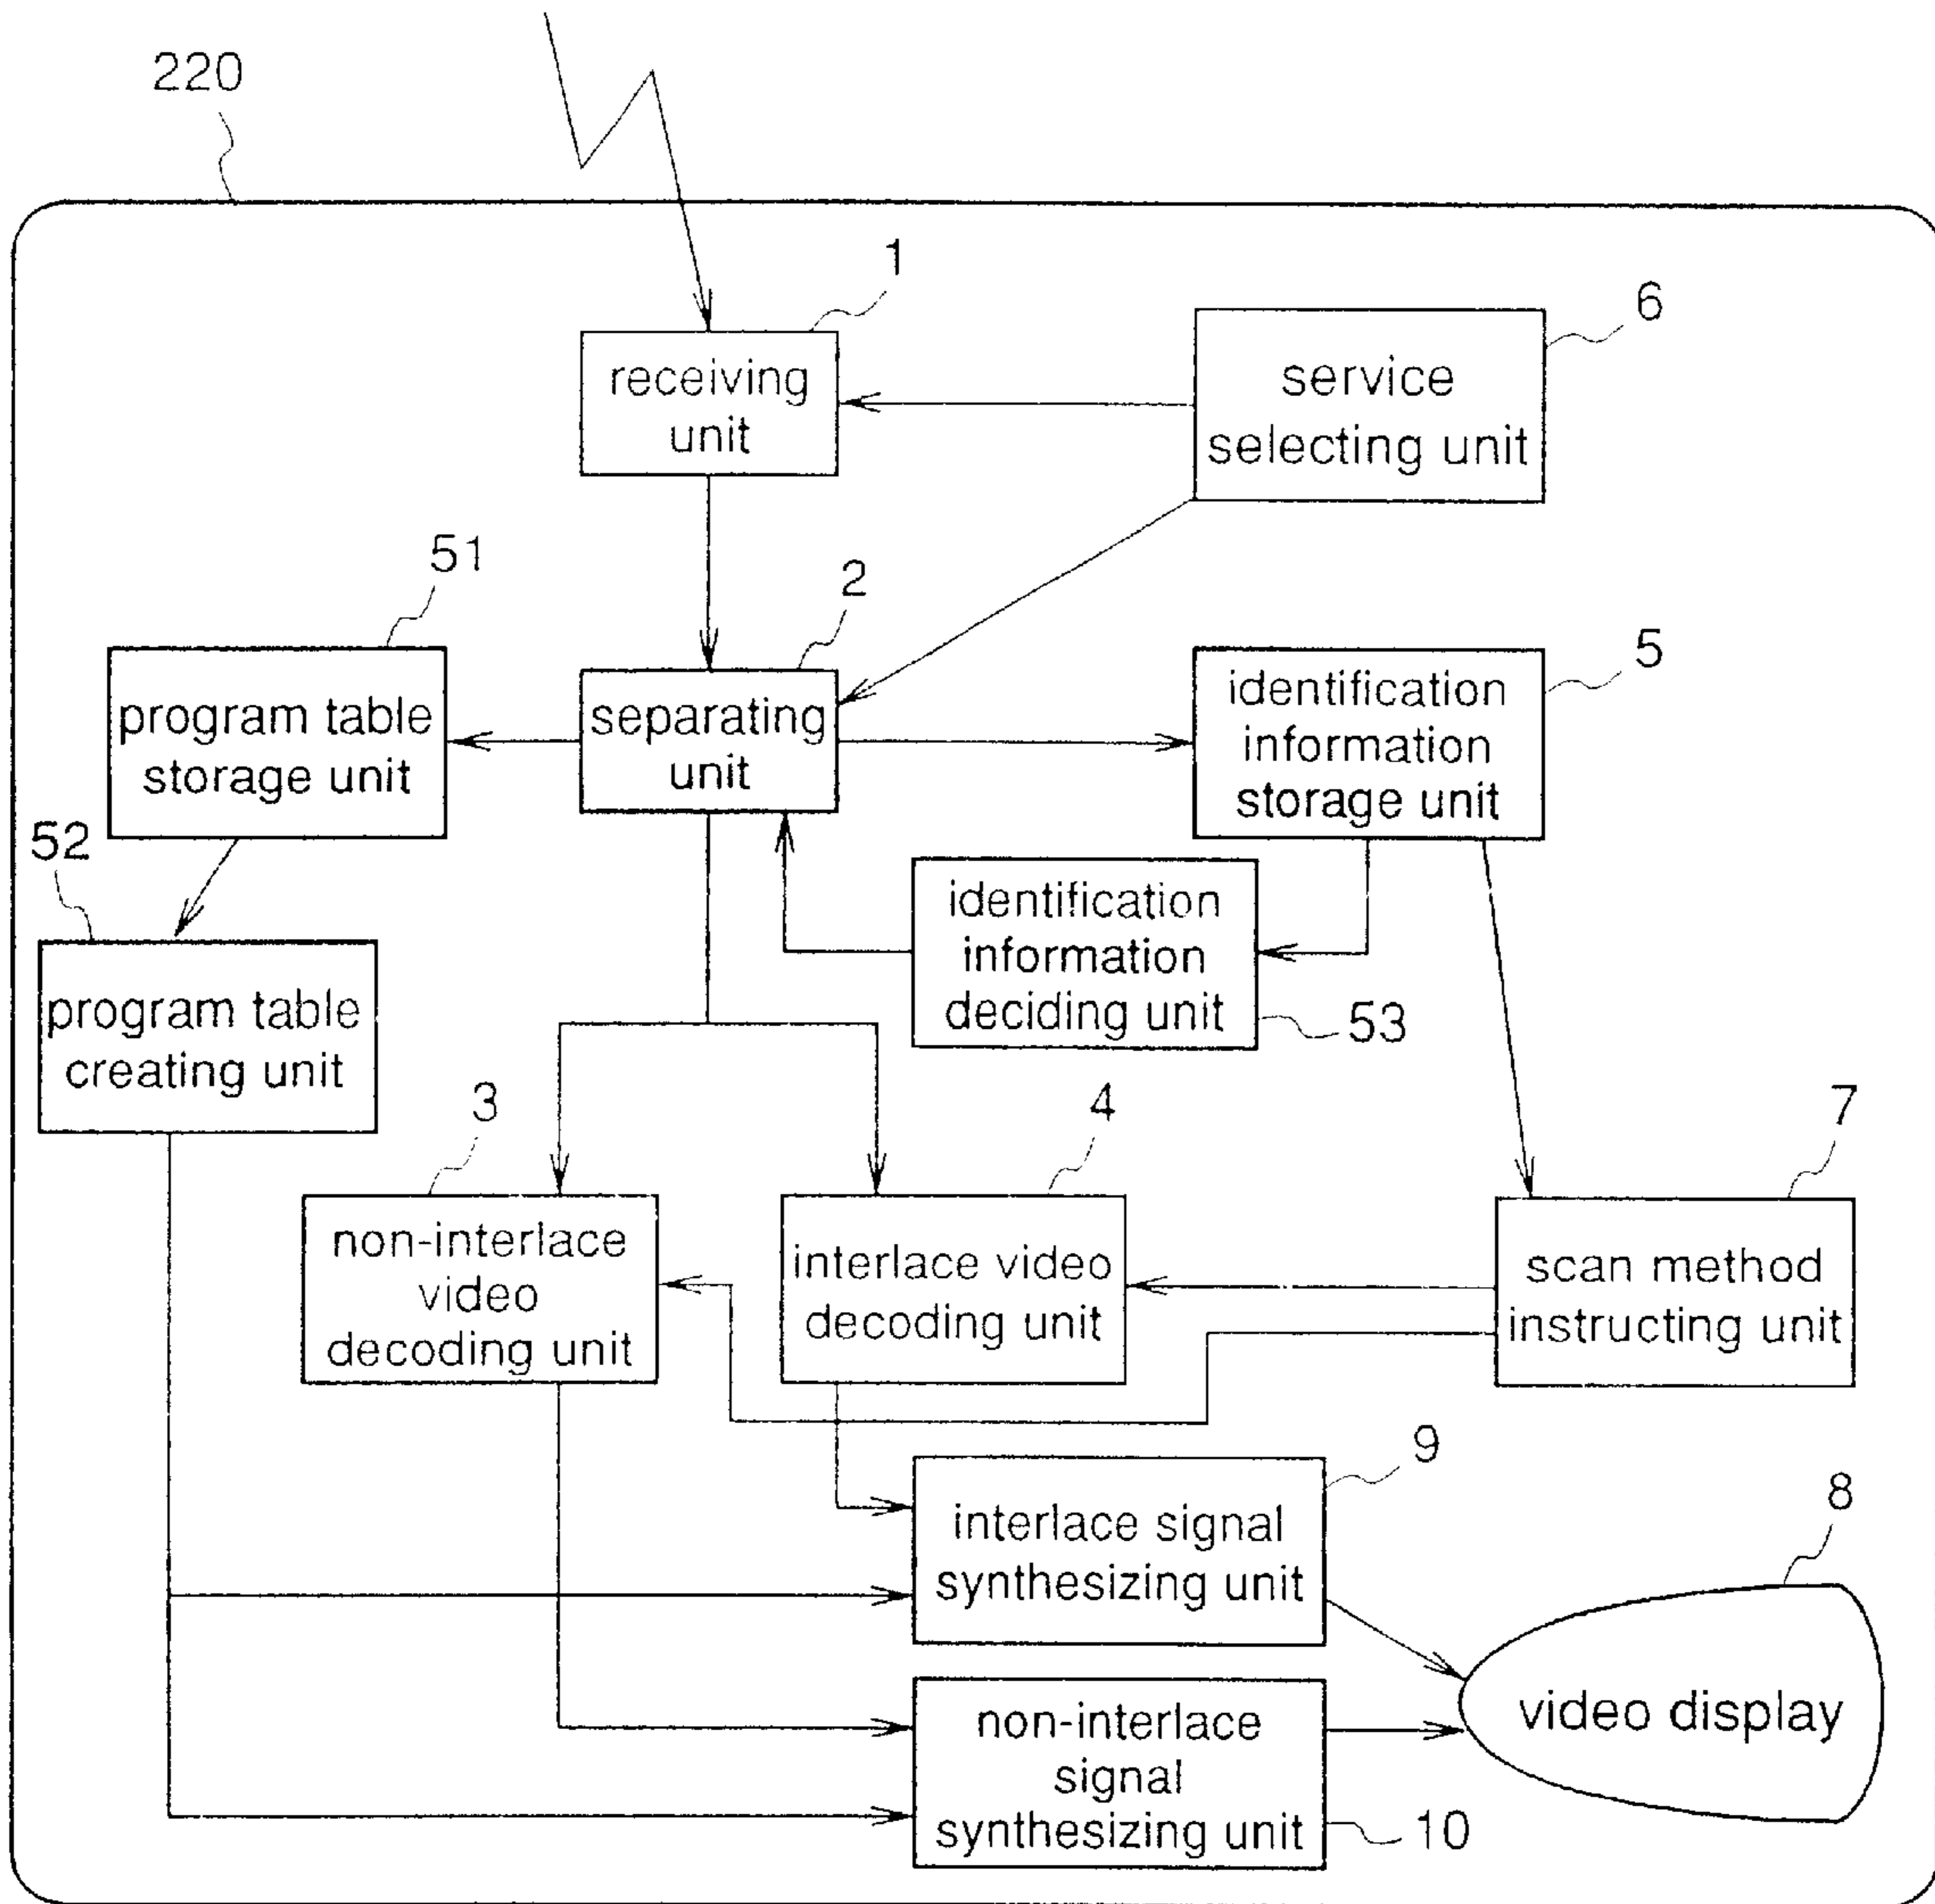 220
1
receiving
unit
6
service
selecting unit
51
program table
storage unit
2
separating
unit
5
identification
information
storage unit
52
program table
creating unit
identification
information
deciding unit
53
3
non-interlace
video
decoding unit
4
interlace video
decoding unit
7
scan method
instructing unit
9
interlace signal
synthesizing unit
8
video display
non-interlace
signal
synthesizing unit
10